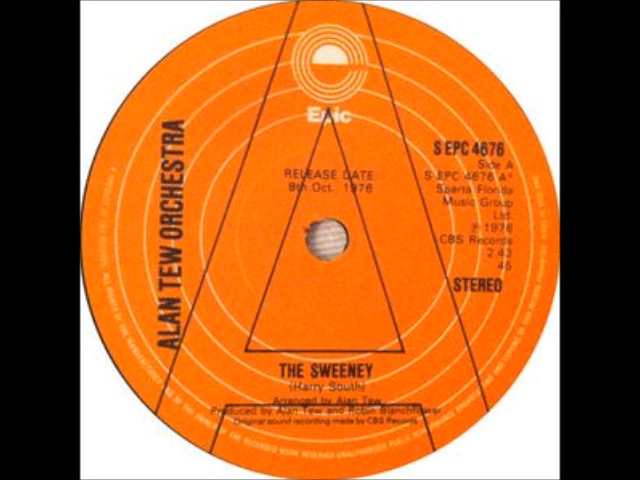 Epic
ALAN TEW ORCHESTRA
RELEASE DATE
8th Oct. 1976
S EPC 4676
Side A
S EPC 4676 A*
Sparta Florida
Music Group
Ltd.
℗ 1976
CBS Records
2.43
45
STEREO
THE SWEENEY
(Harry South)
Arranged by Alan Tew
Produced by Alan Tew and Robin Blanchflower
Original sound recording made by CBS Records